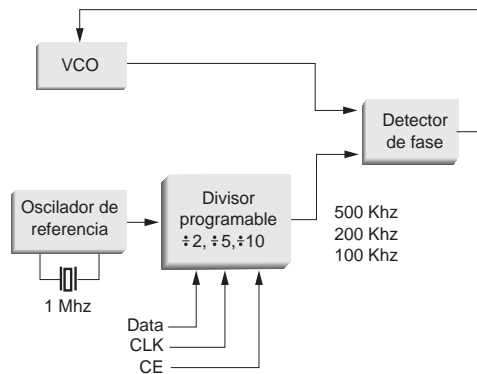 VCO
Detector
de fase
Oscilador de
referencia
Divisor
programable
÷2, ÷5,÷10
500 Khz
200 Khz
100 Khz
1 Mhz
Data
CLK
CE